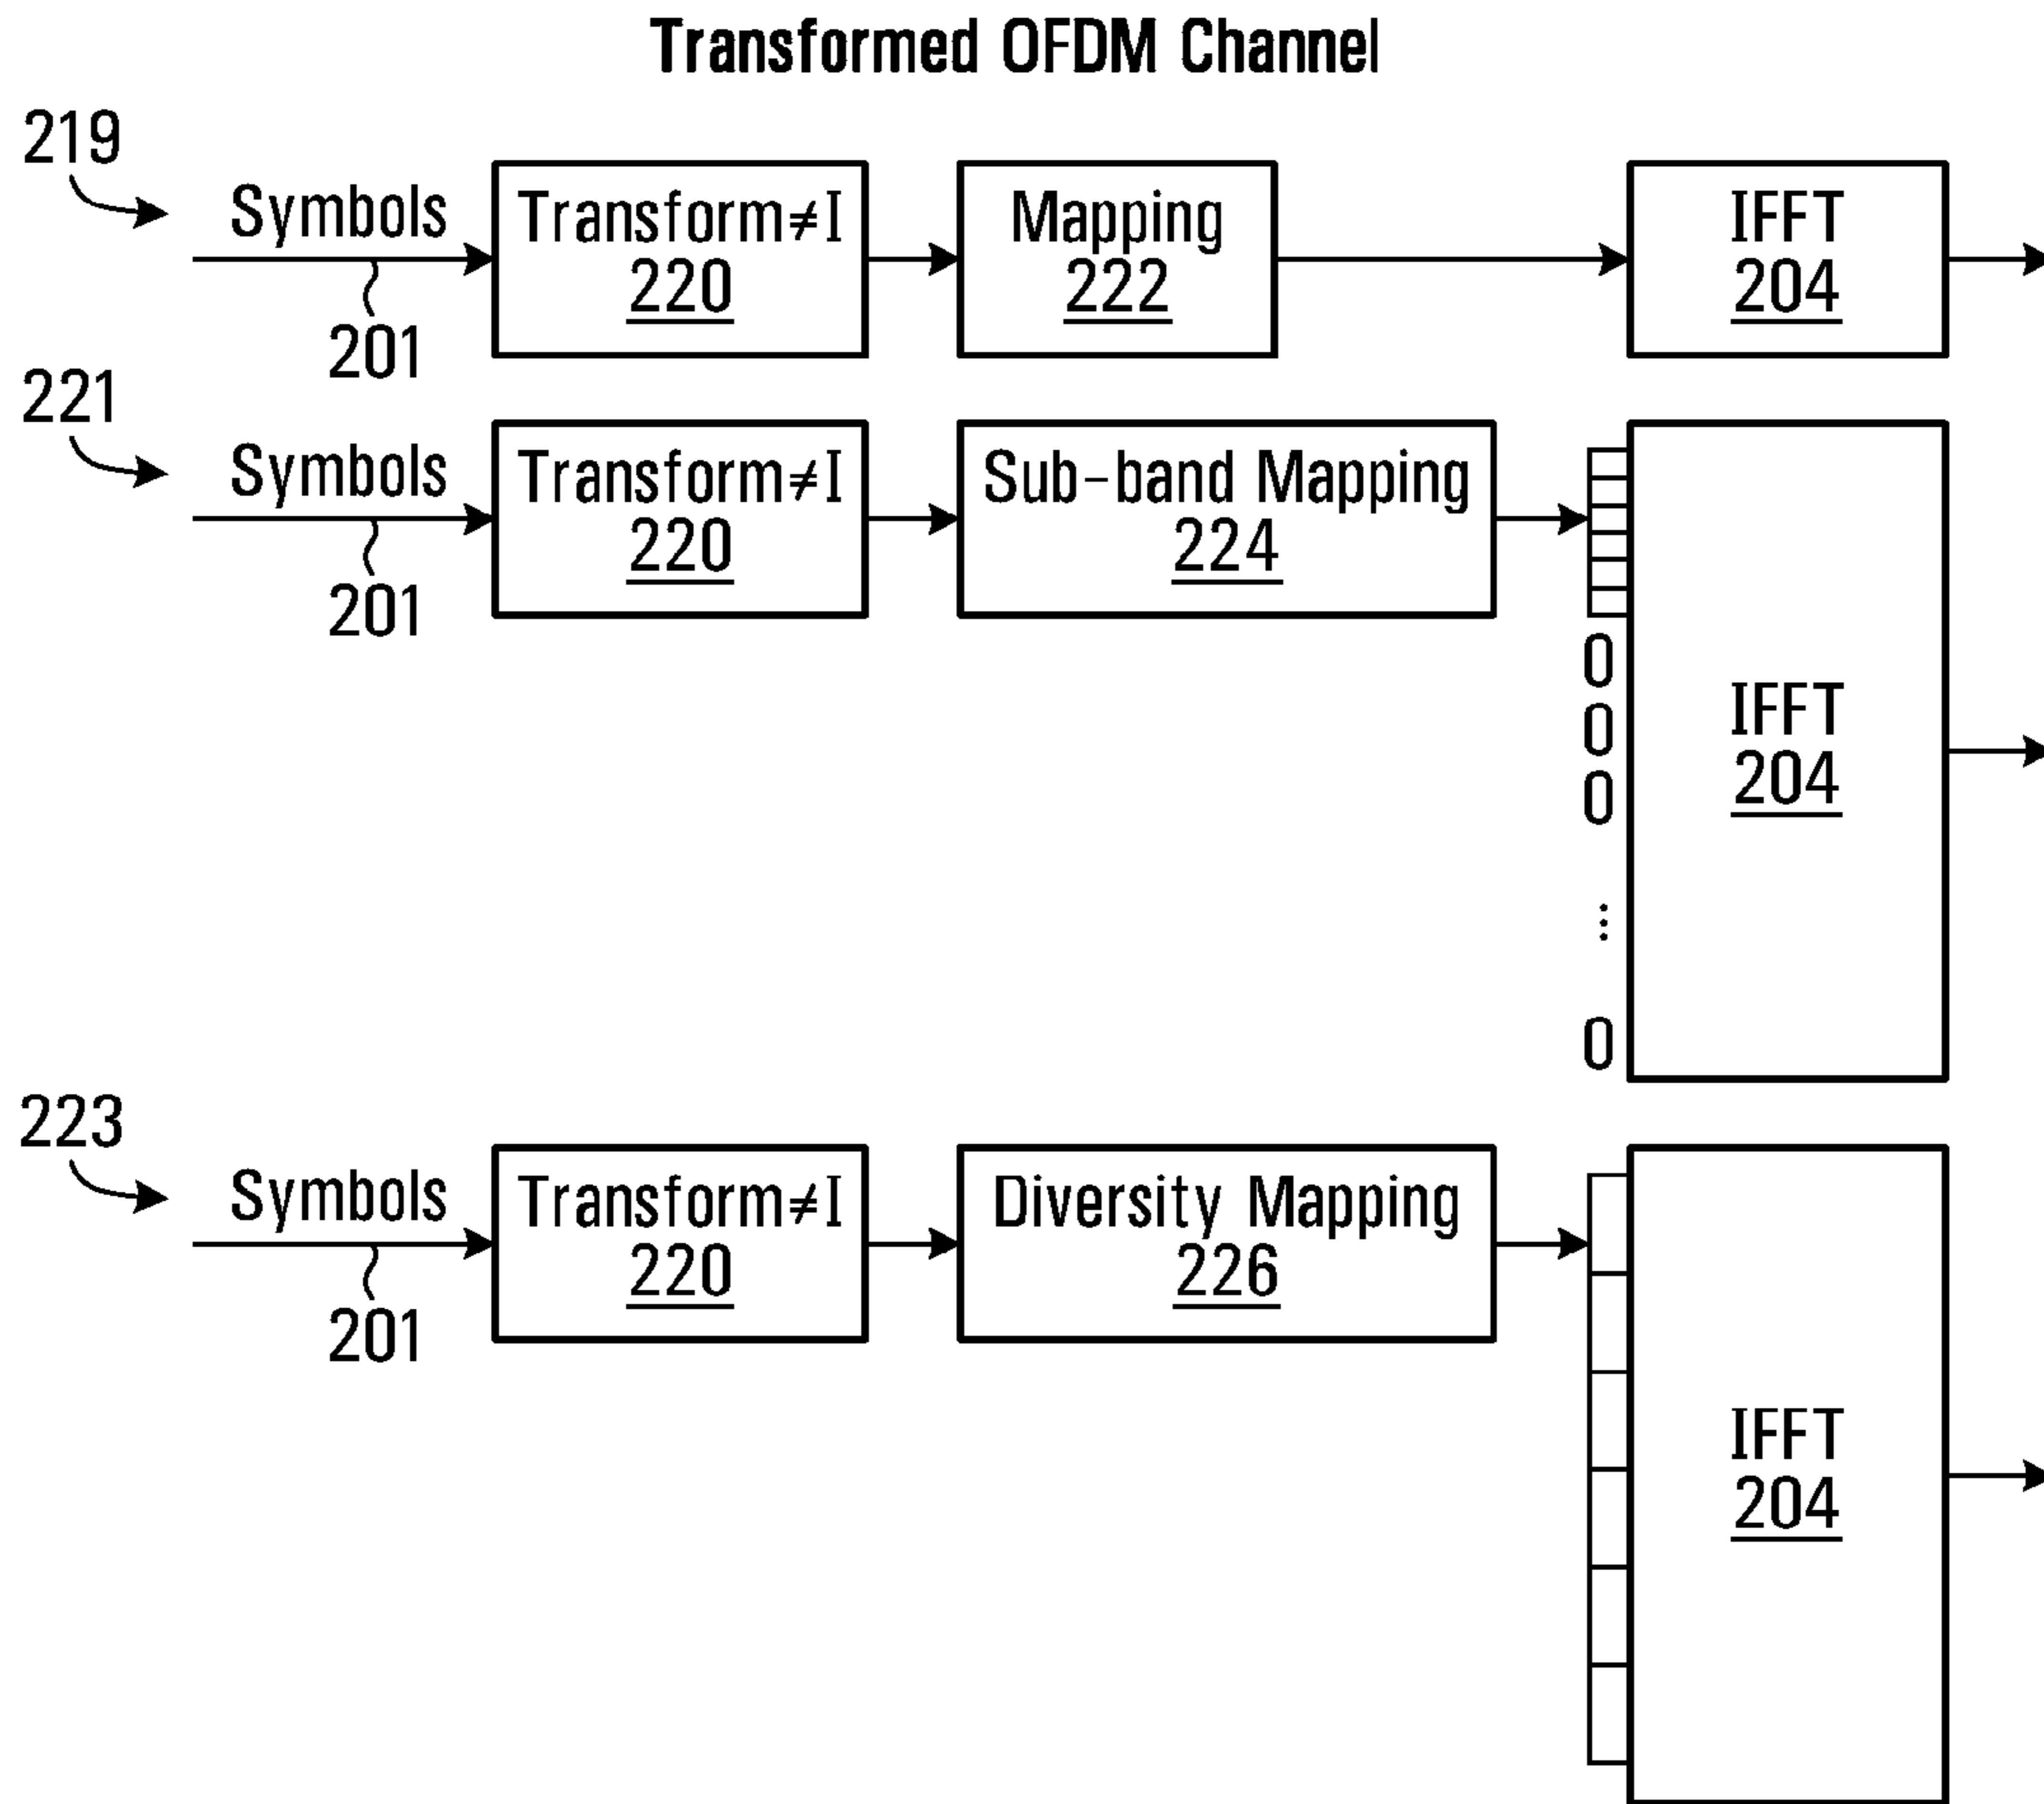 Transformed OFDM Channel
219
Symbols
201
Transform≠I
220
Mapping
222
IFFT
204
221
Symbols
201
Transform≠I
220
Sub-band Mapping
224
0
0
0
⋮
0
IFFT
204
223
Symbols
201
Transform≠I
220
Diversity Mapping
226
IFFT
204